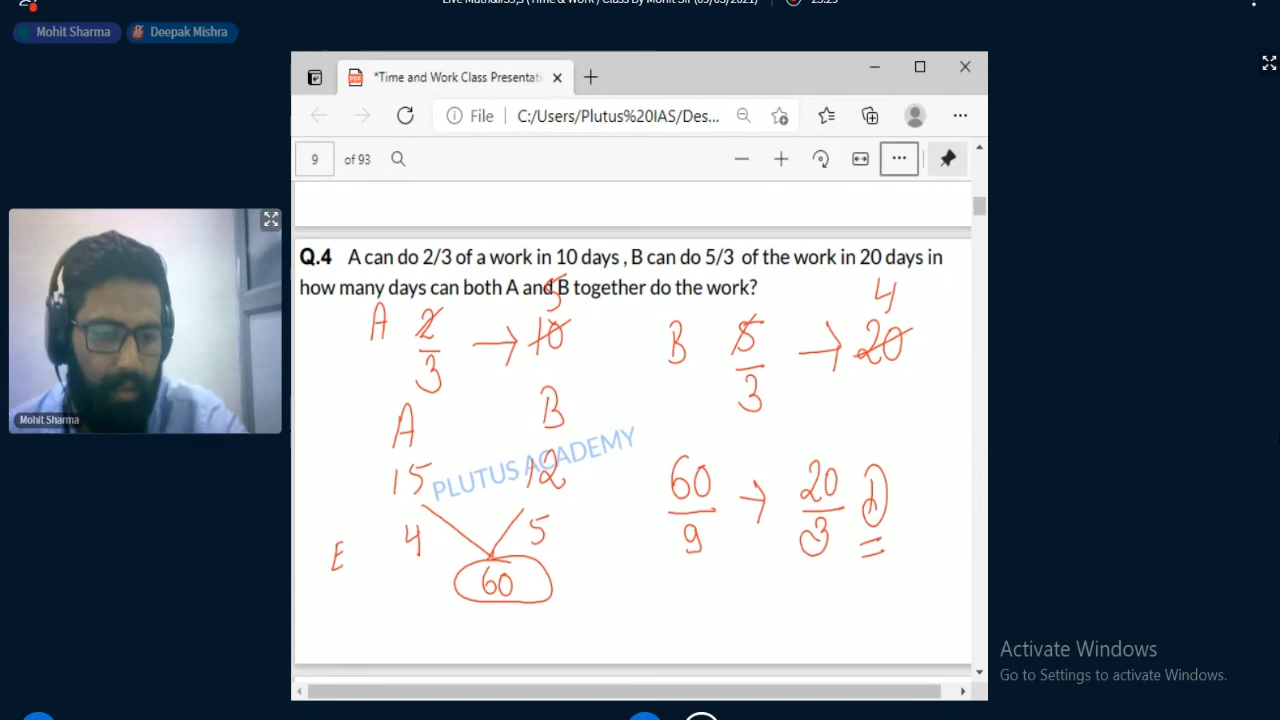 Mohit Sharma
Deepak Mishra
*Time and Work Class Presentati
File C:/Users/Plutus%20IAS/Des...
9 of 93
Mohit Sharma
Q.4 A can do 2/3 of a work in 10 days , B can do 5/3 of the work in 20 days in
how many days can both A and B together do the work?
5 4
A 2/3 → 10 B 5/3 → 20
A B
15 12
4 5
E 60
60/9 → 20/3 D
PLUTUS ACADEMY
Activate Windows
Go to Settings to activate Windows.